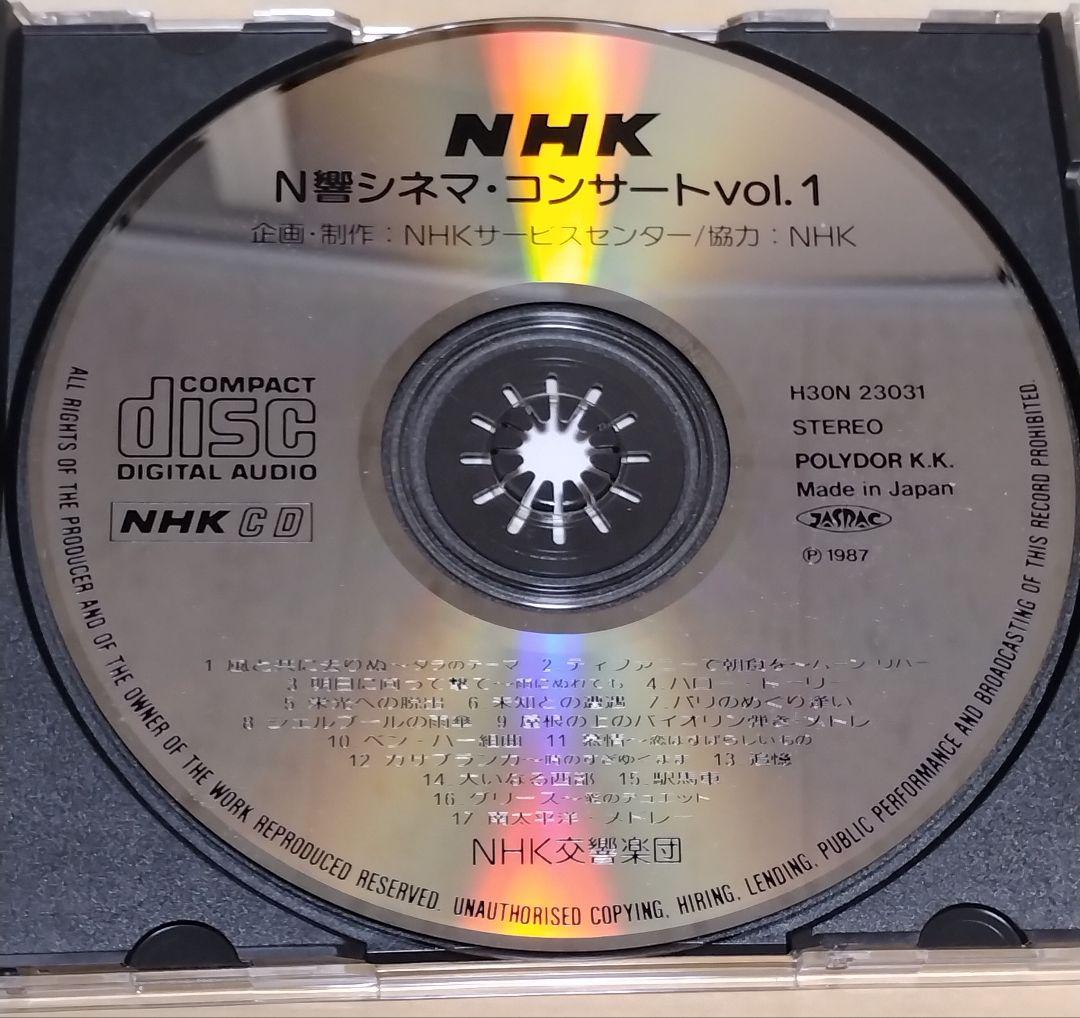 NHK
N響シネマ・コンサートvol.1
企画・制作：NHKサービスセンター/協力：NHK
COMPACT
disc
DIGITAL AUDIO
NHK CD
H30N 23031
STEREO
POLYDOR K.K.
Made in Japan
JASRAC
Ⓟ 1987
1 風と共に去りぬ～タラのテーマ 2 ティファニーで朝食を～ムーン・リバー
3 明日に向って撃て～雨にぬれても 4 ハロー・ドーリー
5 栄光への脱出 6 未知との遭遇 7 パリのめぐり逢い
8 シェルブールの雨傘 9 屋根の上のバイオリン弾き・メドレー
10 ベン・ハー組曲 11 慕情～恋はすばらしいもの
12 カサブランカ～時のすぎゆくまま 13 追憶
14 大いなる西部 15 駅馬車
16 グリース～愛のデュエット
17 南太平洋・メドレー
NHK交響楽団
ALL RIGHTS OF THE PRODUCER AND OF THE OWNER OF THE WORK REPRODUCED RESERVED. UNAUTHORISED COPYING, HIRING, LENDING, PUBLIC PERFORMANCE AND BROADCASTING OF THIS RECORD PROHIBITED.